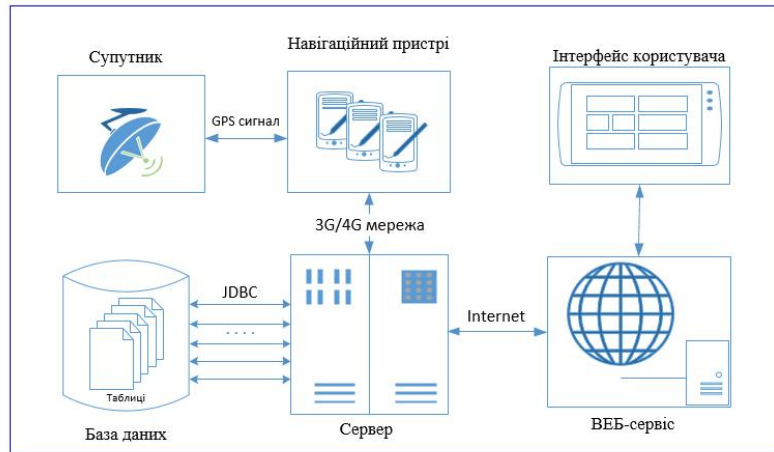 Супутник
Навігаційний пристрі
Інтерфейс користувача
GPS сигнал
3G/4G мережа
JDBC
. . . .
Internet
Таблиці
База даних
Сервер
ВЕБ-сервіс